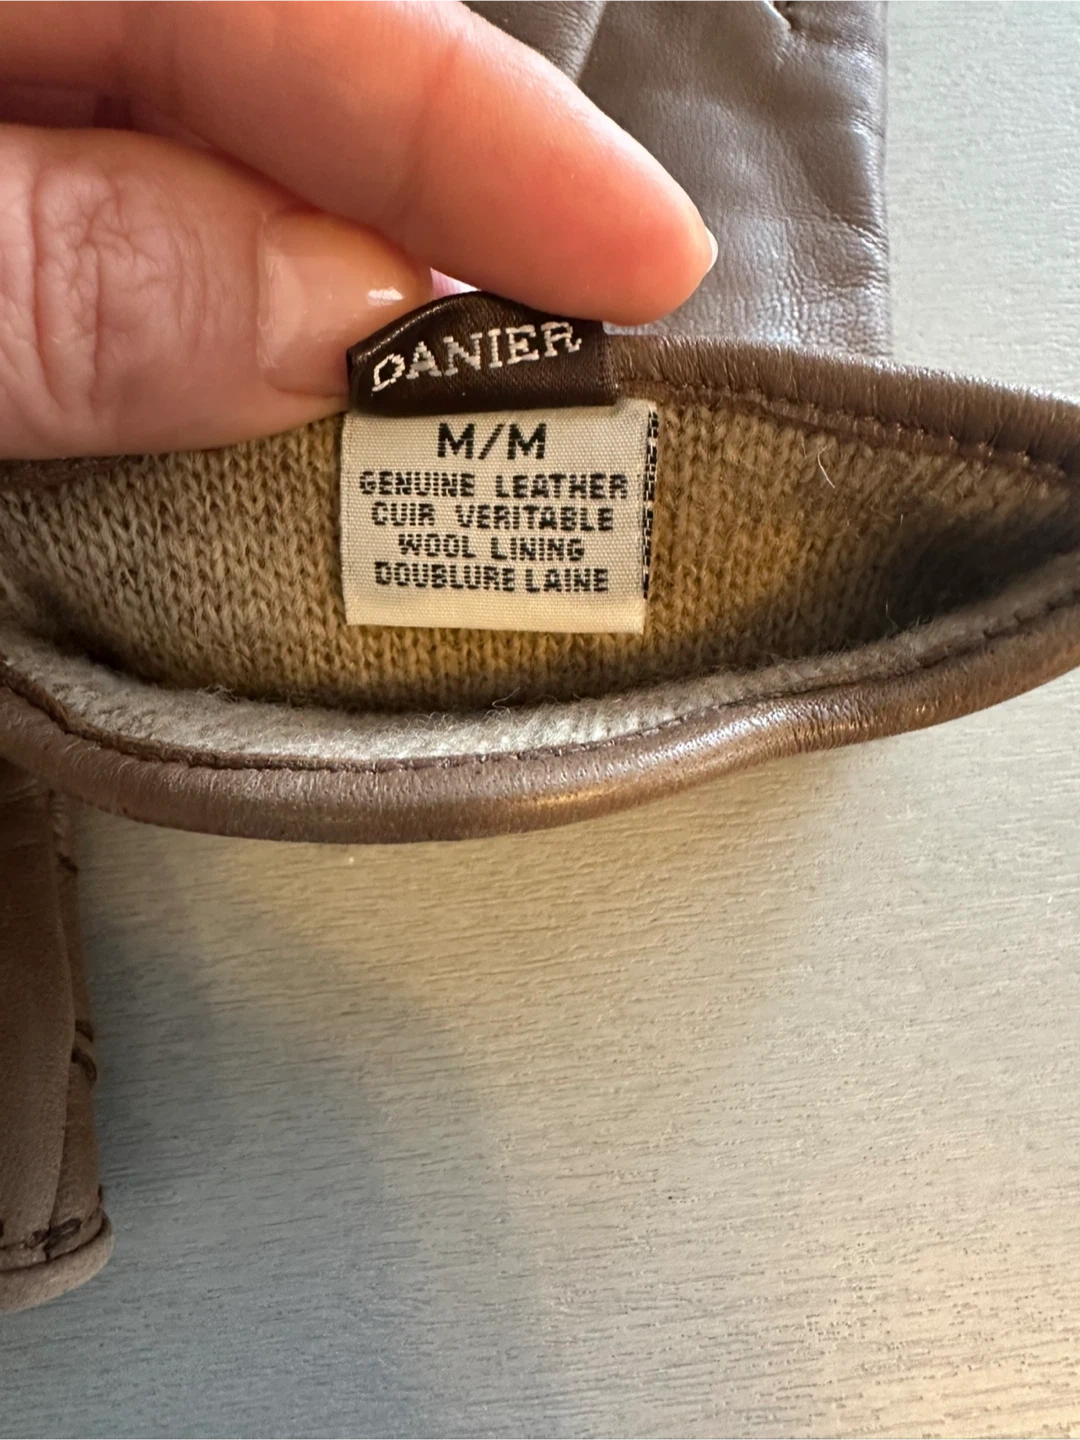 DANIER
M/M
GENUINE LEATHER
CUIR VERITABLE
WOOL LINING
DOUBLURE LAINE